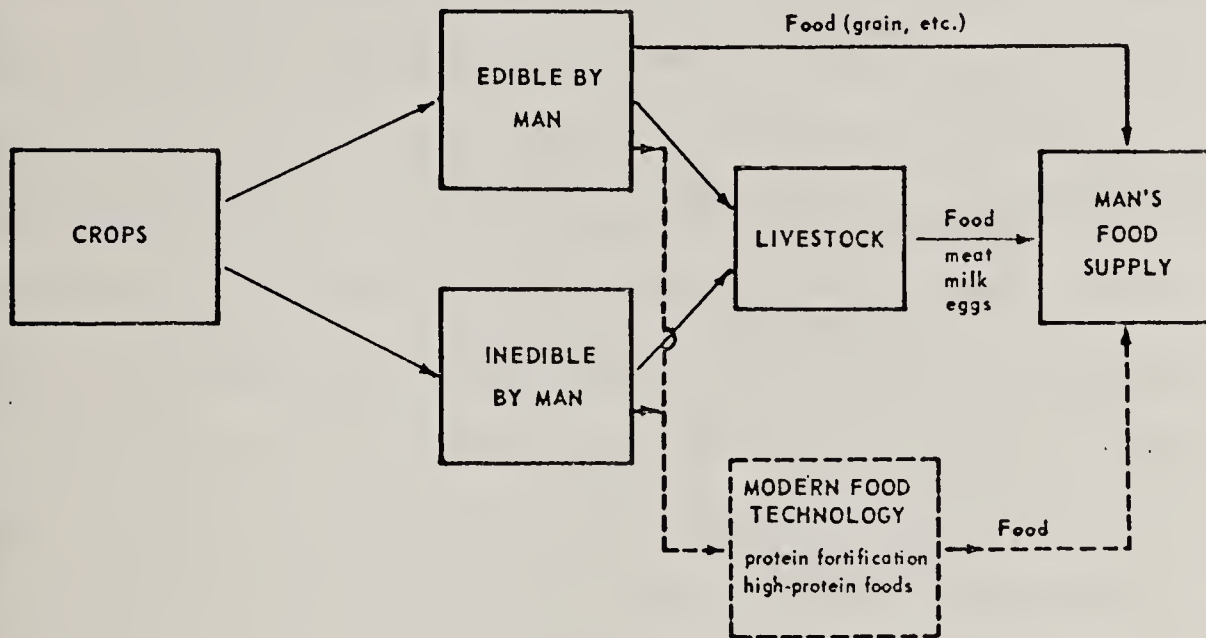 Food (grain, etc.)
EDIBLE BY
MAN
CROPS
LIVESTOCK
Food
meat
milk
eggs
MAN'S
FOOD
SUPPLY
INEDIBLE
BY MAN
MODERN FOOD
TECHNOLOGY
protein fortification
high-protein foods
Food